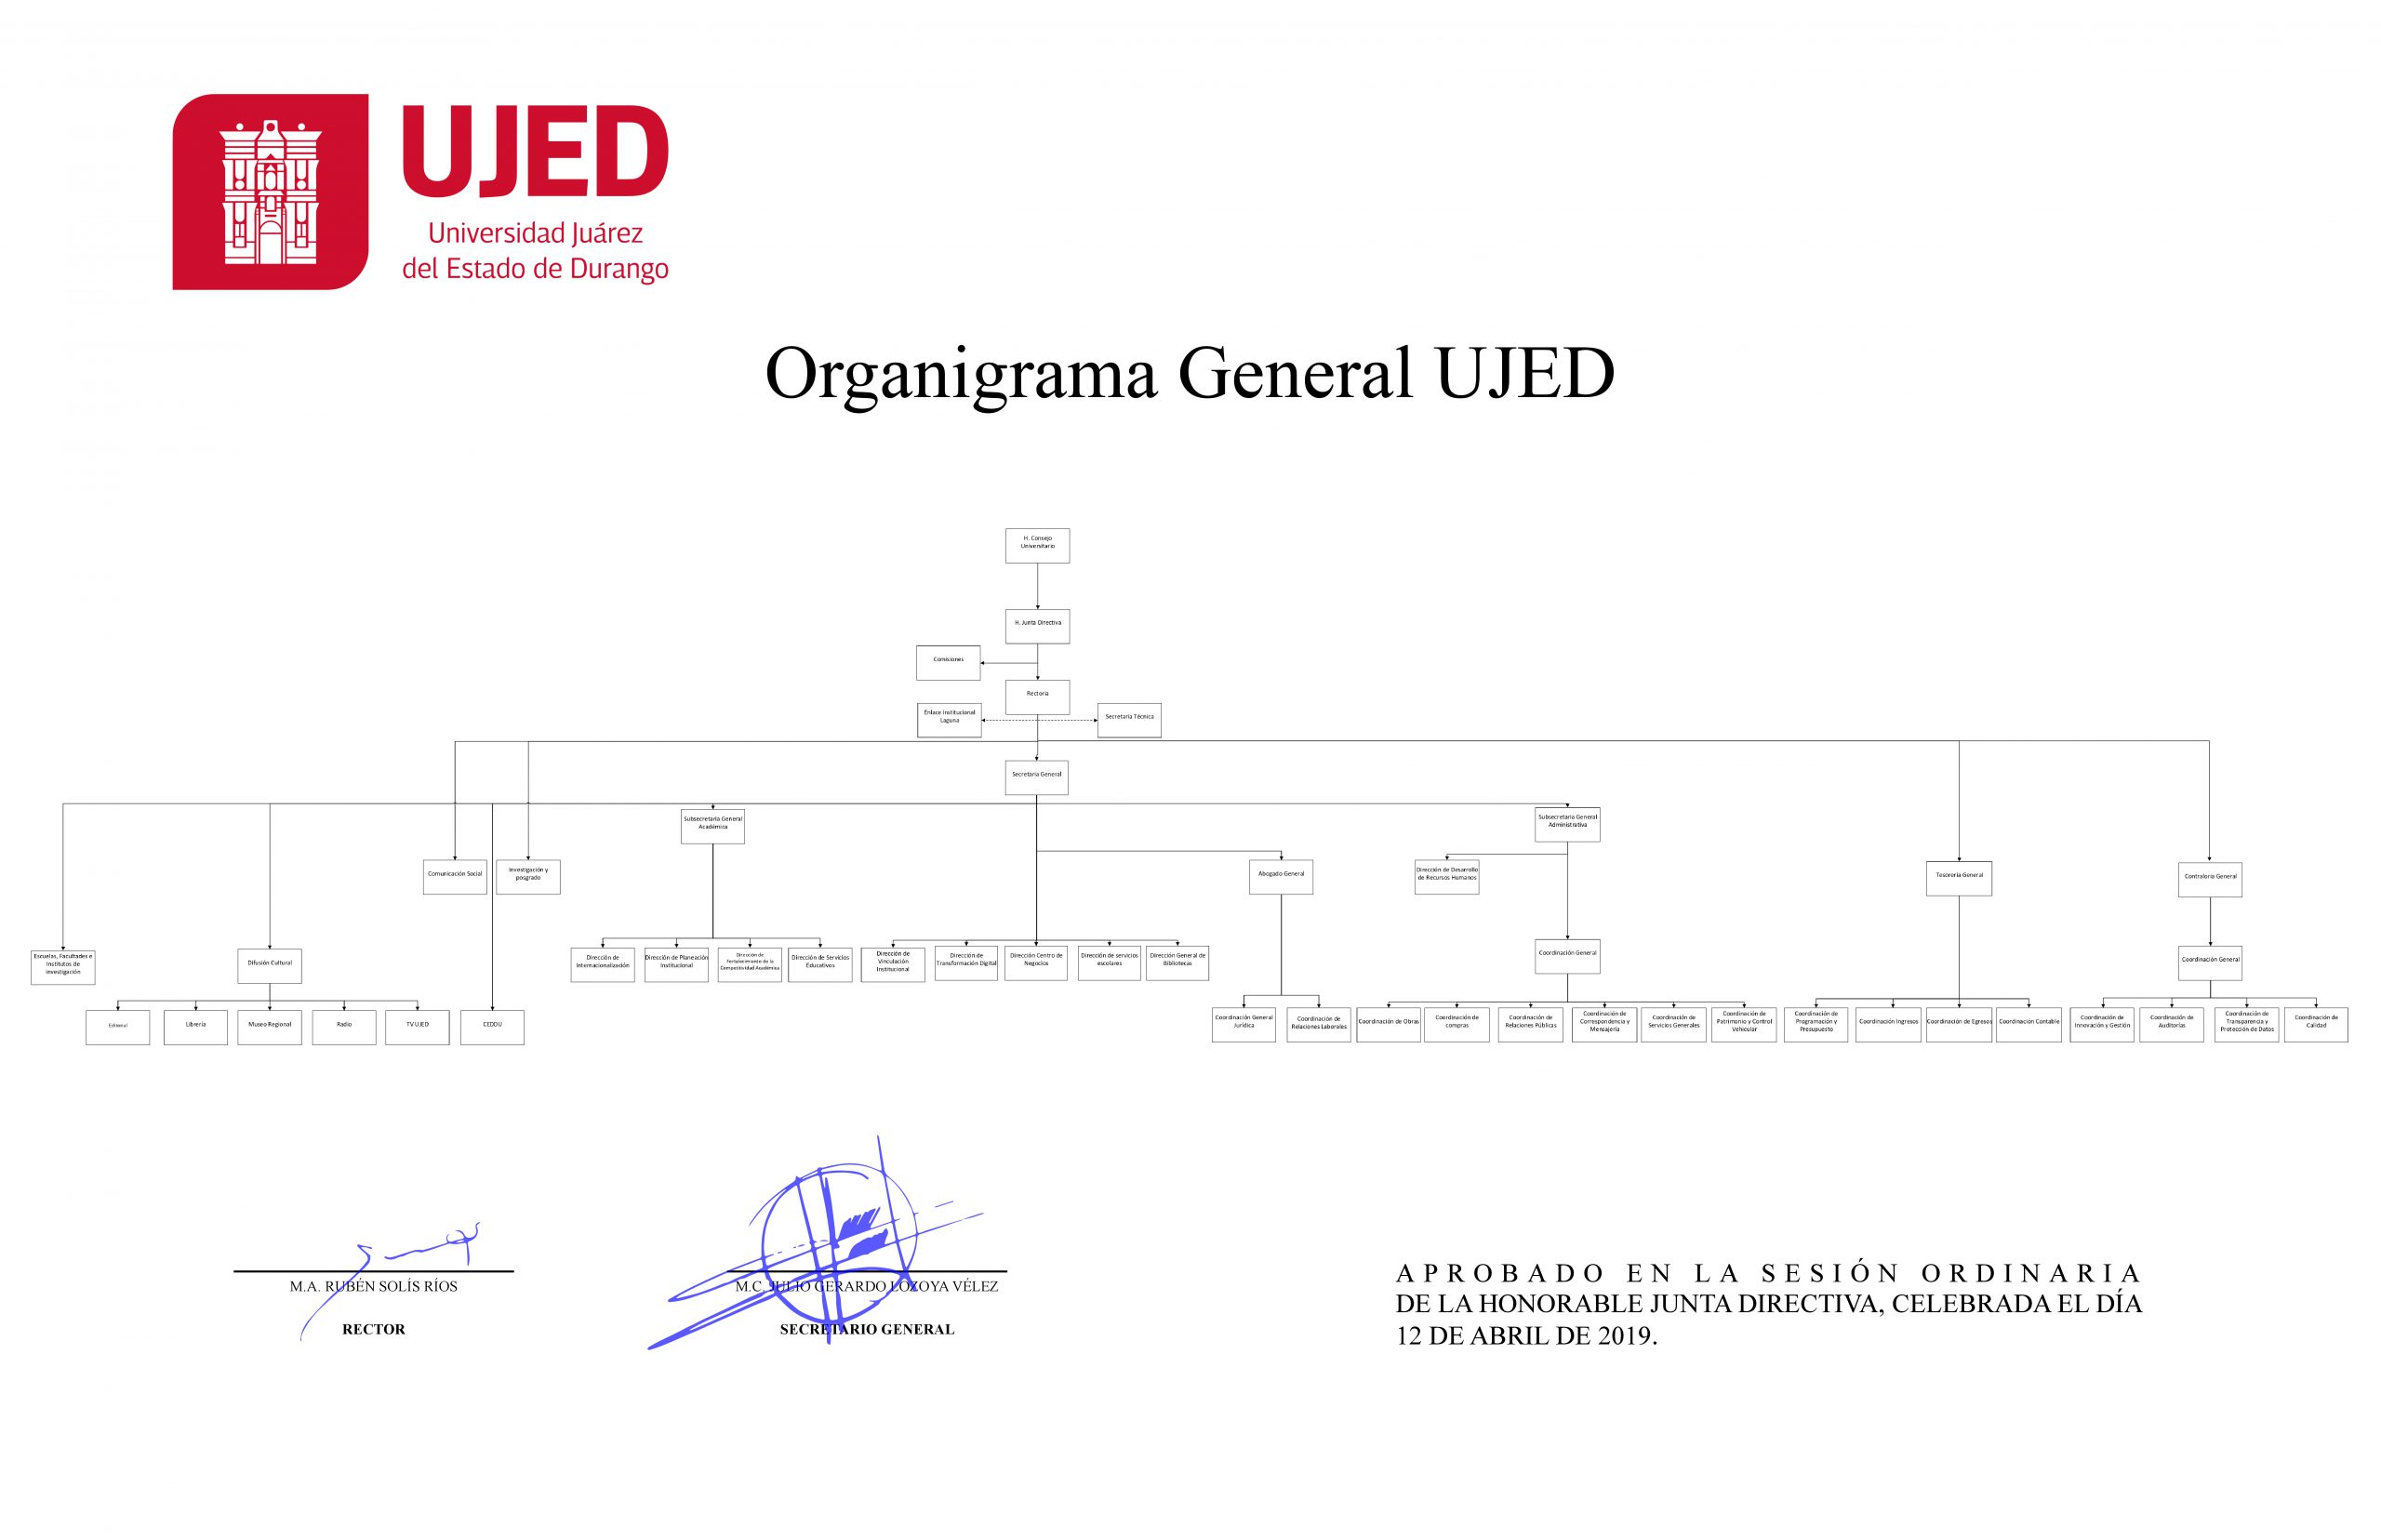 UJED
Universidad Juárez
del Estado de Durango
Organigrama General UJED
H. Consejo
Universitario
H. Junta Directiva
Comisiones
Rectoría
Enlace institucional
Laguna
Secretaria Técnica
Secretaria General
Subsecretaria General
Académica
Subsecretaria General
Administrativa
Comunicación Social
Investigación y
posgrado
Abogado General
Dirección de Desarrollo
de Recursos Humanos
Tesorería General
Contraloría General
Escuelas, Facultades e
Institutos de
investigación
Difusión Cultural
Dirección de
Internacionalización
Dirección de Planeación
Institucional
Dirección de
Fortalecimiento de la
Competitividad Académica
Dirección de Servicios
Educativos
Dirección de
Vinculación
Institucional
Dirección de
Transformación Digital
Dirección Centro de
Negocios
Dirección de servicios
escolares
Dirección General de
Bibliotecas
Coordinación General
Coordinación General
Editorial
Librería
Museo Regional
Radio
TV UJED
CEDDU
Coordinación General
Jurídica
Coordinación de
Relaciones Laborales
Coordinación de Obras
Coordinación de
compras
Coordinación de
Relaciones Públicas
Coordinación de
Correspondencia y
Mensajería
Coordinación de
Servicios Generales
Coordinación de
Patrimonio y Control
Vehicular
Coordinación de
Programación y
Presupuesto
Coordinación Ingresos
Coordinación de Egresos
Coordinación Contable
Coordinación de
Innovación y Gestión
Coordinación de
Auditorías
Coordinación de
Transparencia y
Protección de Datos
Coordinación de
Calidad
M.A. RUBÉN SOLÍS RÍOS
RECTOR
M.C. JULIO GERARDO LOZOYA VÉLEZ
SECRETARIO GENERAL
APROBADO EN LA SESIÓN ORDINARIA
DE LA HONORABLE JUNTA DIRECTIVA, CELEBRADA EL DÍA
12 DE ABRIL DE 2019.